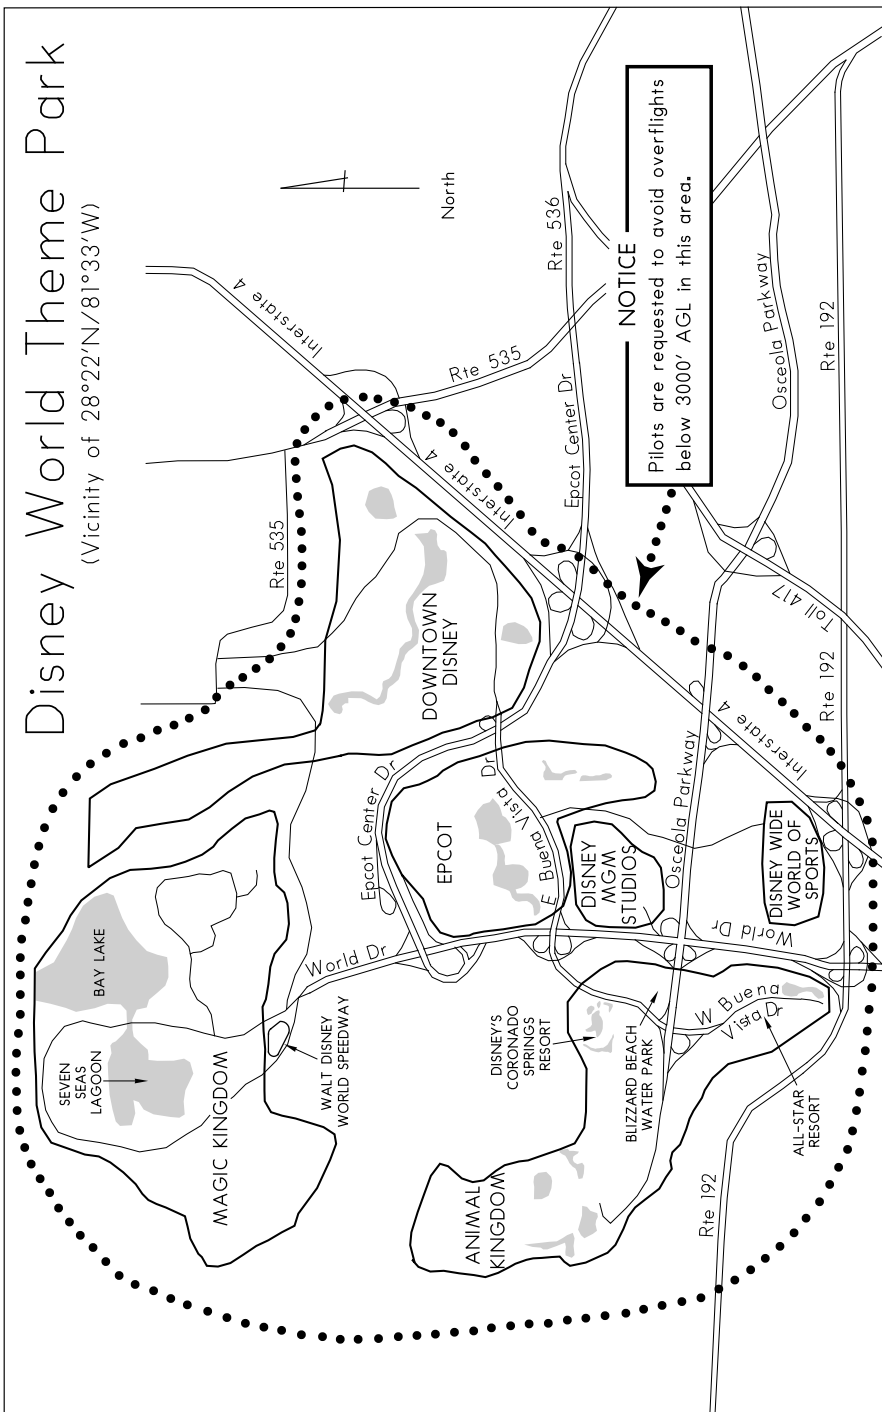 Disney World Theme Park
(Vicinity of 28°22'N/81°33'W)
North
NOTICE
Pilots are requested to avoid overflights
below 3000' AGL in this area.
SEVEN
SEAS
LAGOON
BAY LAKE
MAGIC KINGDOM
WALT DISNEY
WORLD SPEEDWAY
World Dr
Epcot Center Dr
Rte 535
Interstate 4
Rte 535
DOWNTOWN
DISNEY
Interstate 4
EPCOT
E Buena Vista Dr
Epcot Center Dr
Rte 536
ANIMAL
KINGDOM
DISNEY'S
CORONADO
SPRINGS
RESORT
DISNEY
MGM
STUDIOS
BLIZZARD BEACH
WATER PARK
Osceola Parkway
Osceola Parkway
W Buena
Vista Dr
World Dr
Interstate 4
Toll 417
DISNEY WIDE
WORLD OF
SPORTS
ALL-STAR
RESORT
Rte 192
Rte 192
Rte 192